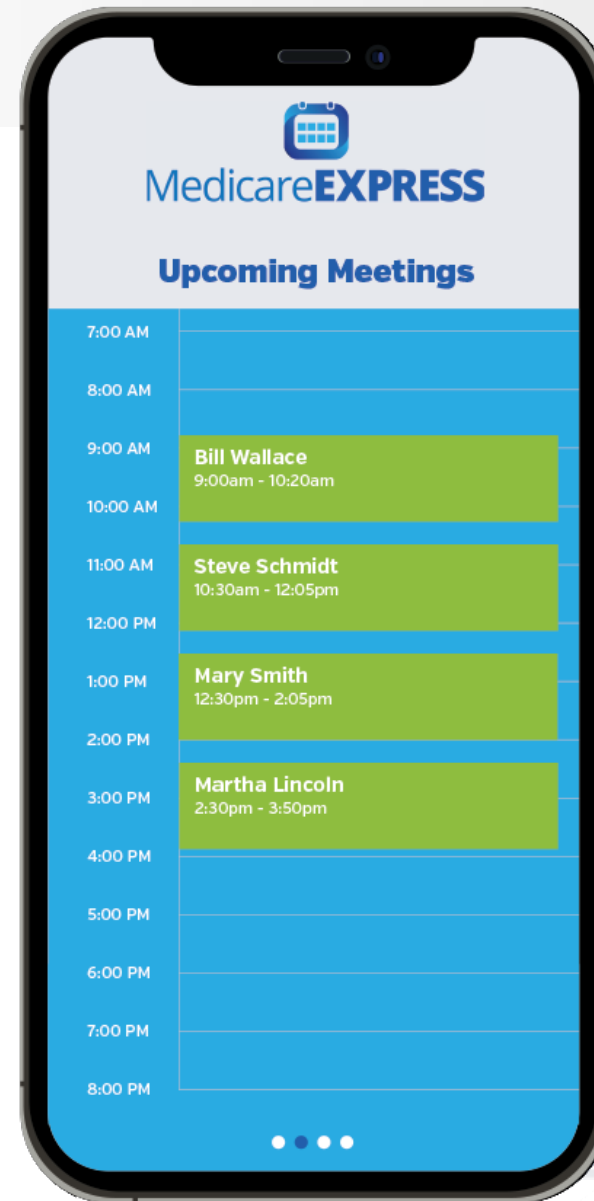 MedicareEXPRESS
Upcoming Meetings
7:00 AM
8:00 AM
9:00 AM
Bill Wallace
9:00am - 10:20am
10:00 AM
11:00 AM
Steve Schmidt
10:30am - 12:05pm
12:00 PM
1:00 PM
Mary Smith
12:30pm - 2:05pm
2:00 PM
3:00 PM
Martha Lincoln
2:30pm - 3:50pm
4:00 PM
5:00 PM
6:00 PM
7:00 PM
8:00 PM